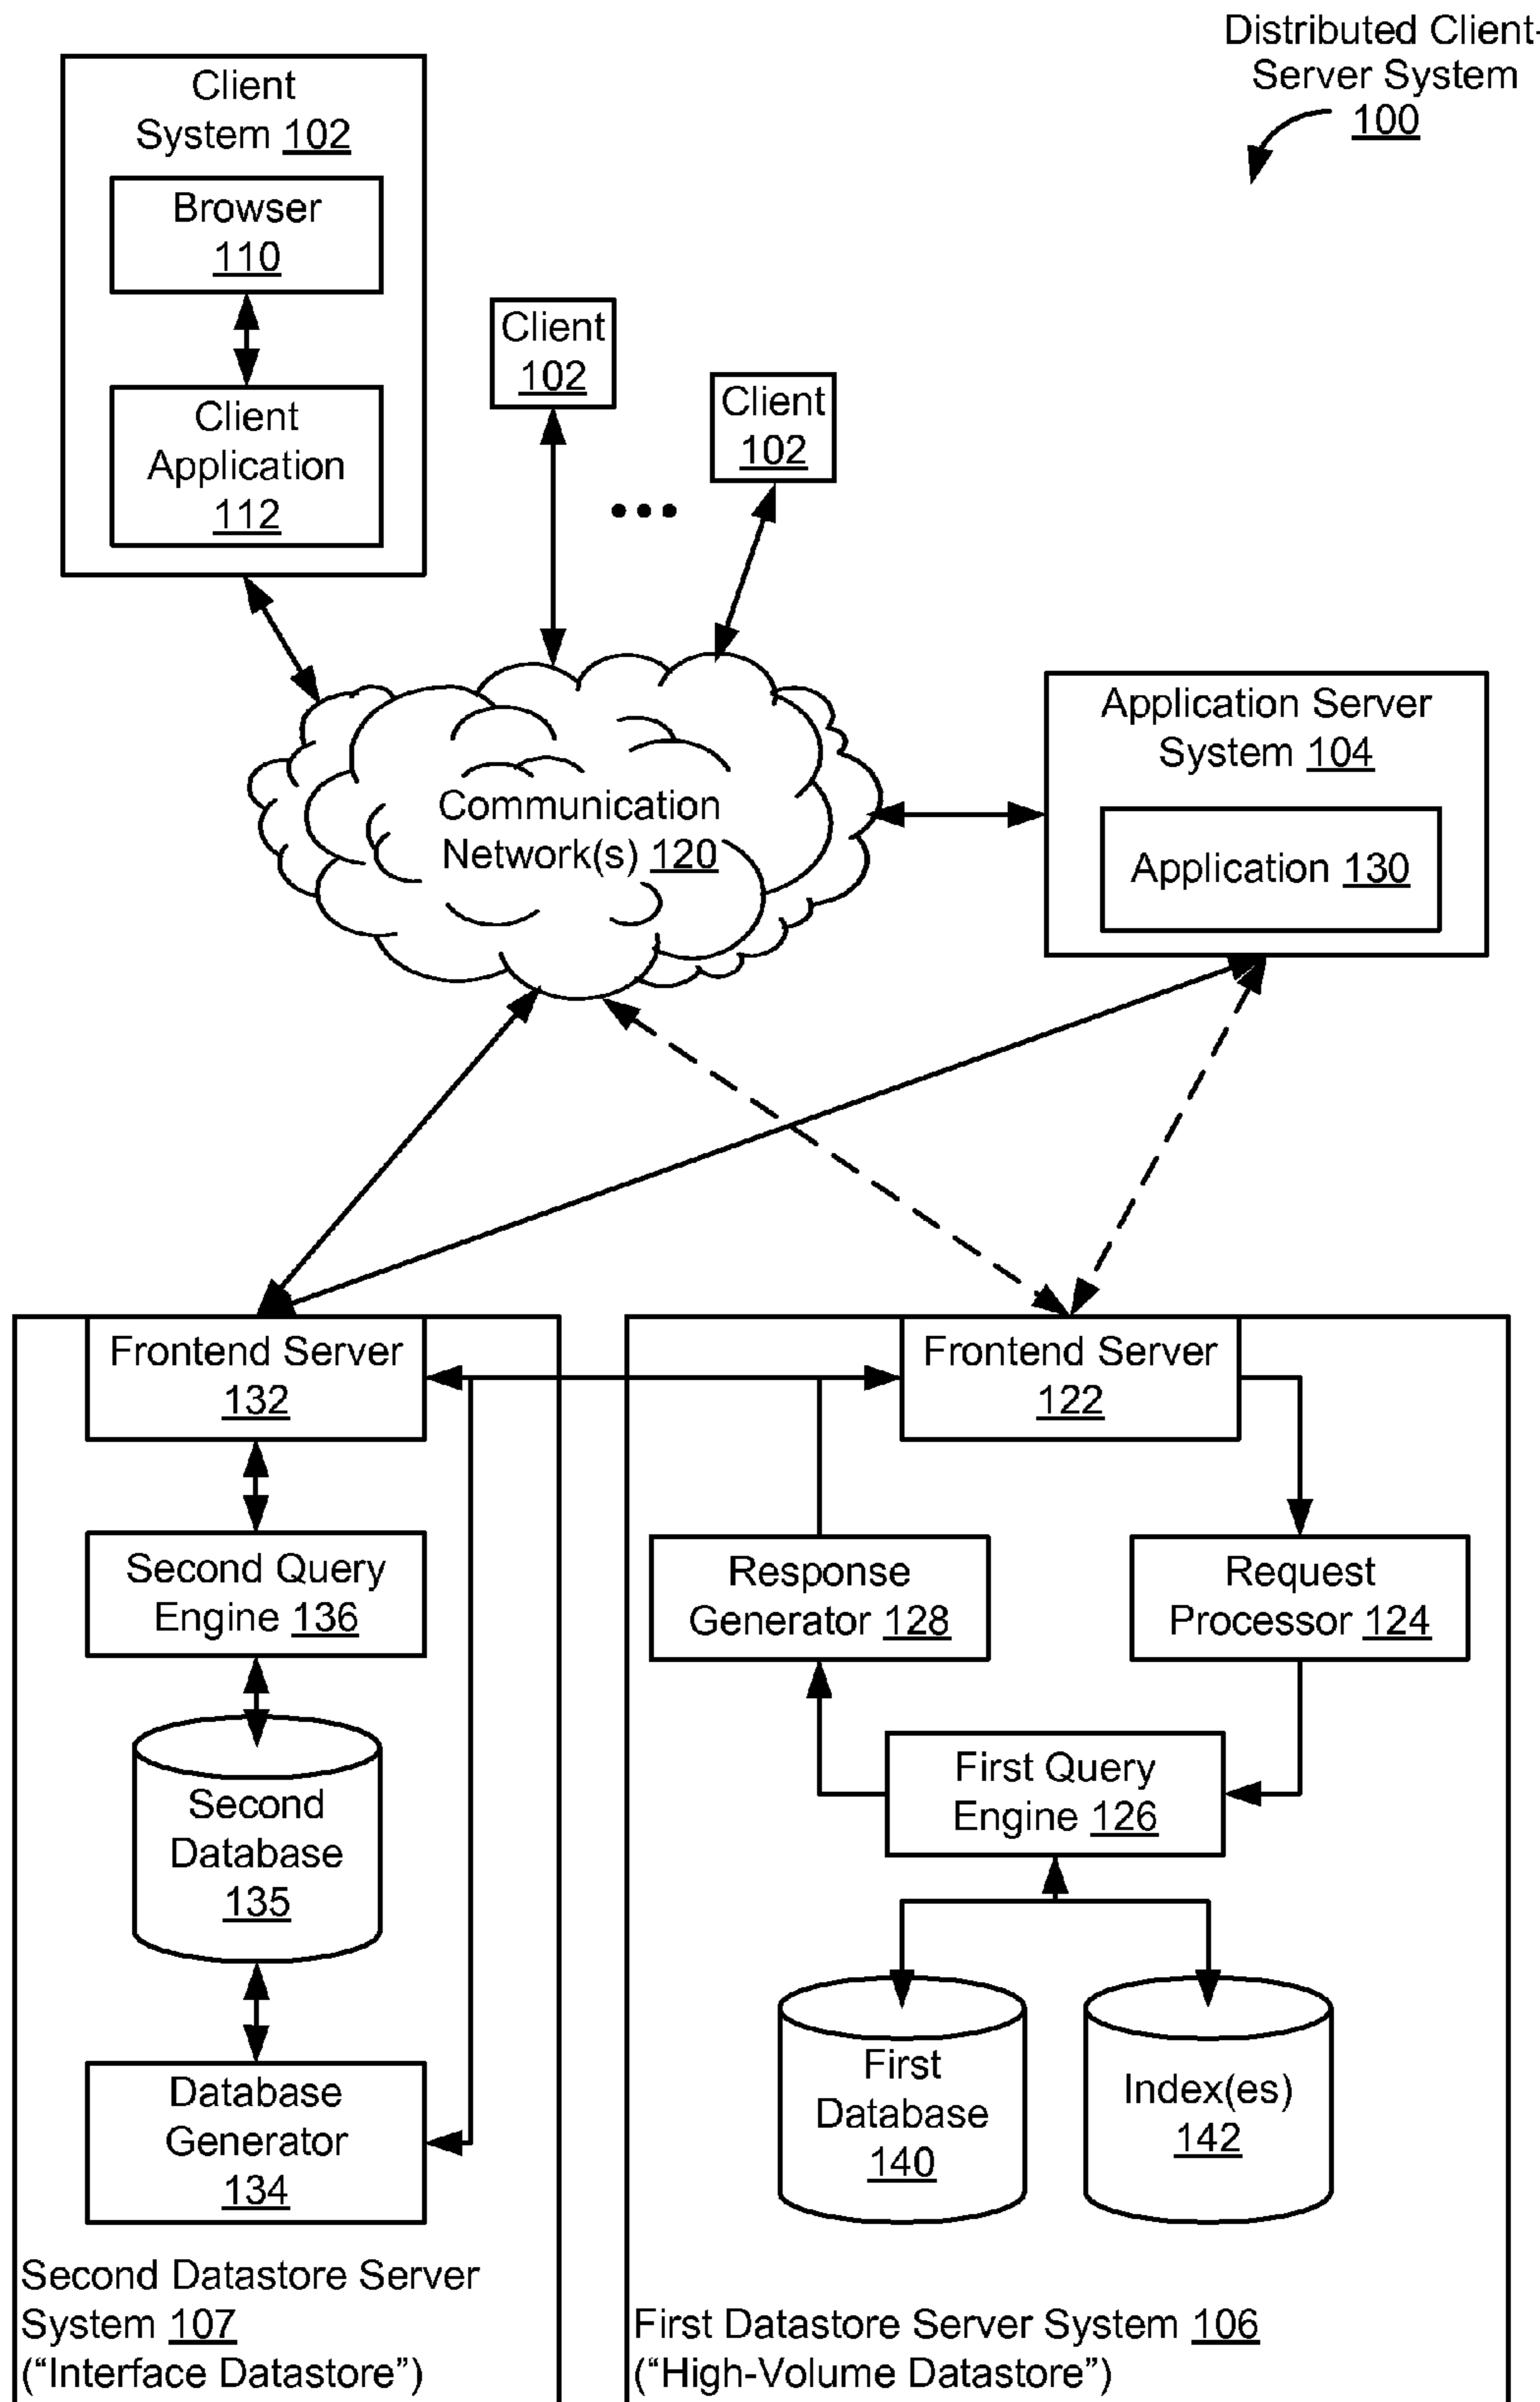 Distributed Client-
Server System
100
Client
System 102
Browser
110
Client
Application
112
Client
102
Client
102
Communication
Network(s) 120
Application Server
System 104
Application 130
Frontend Server
132
Second Query
Engine 136
Second
Database
135
Database
Generator
134
Second Datastore Server
System 107
(“Interface Datastore”)
Frontend Server
122
Response
Generator 128
Request
Processor 124
First Query
Engine 126
First
Database
140
Index(es)
142
First Datastore Server System 106
(“High-Volume Datastore”)